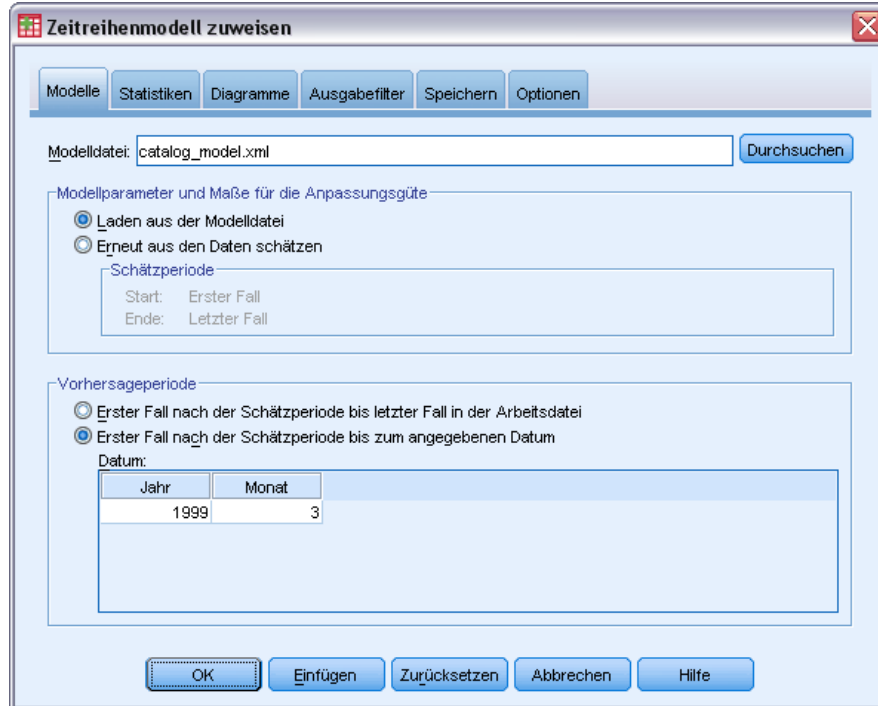 Zeitreihenmodell zuweisen
Modelle Statistiken Diagramme Ausgabefilter Speichern Optionen
Modelldatei: catalog_model.xml Durchsuchen
Modellparameter und Maße für die Anpassungsgüte
Laden aus der Modelldatei
Erneut aus den Daten schätzen
Schätzperiode
Start: Erster Fall
Ende: Letzter Fall
Vorhersageperiode
Erster Fall nach der Schätzperiode bis letzter Fall in der Arbeitsdatei
Erster Fall nach der Schätzperiode bis zum angegebenen Datum
Datum:
Jahr Monat
1999 3
OK Einfügen Zurücksetzen Abbrechen Hilfe